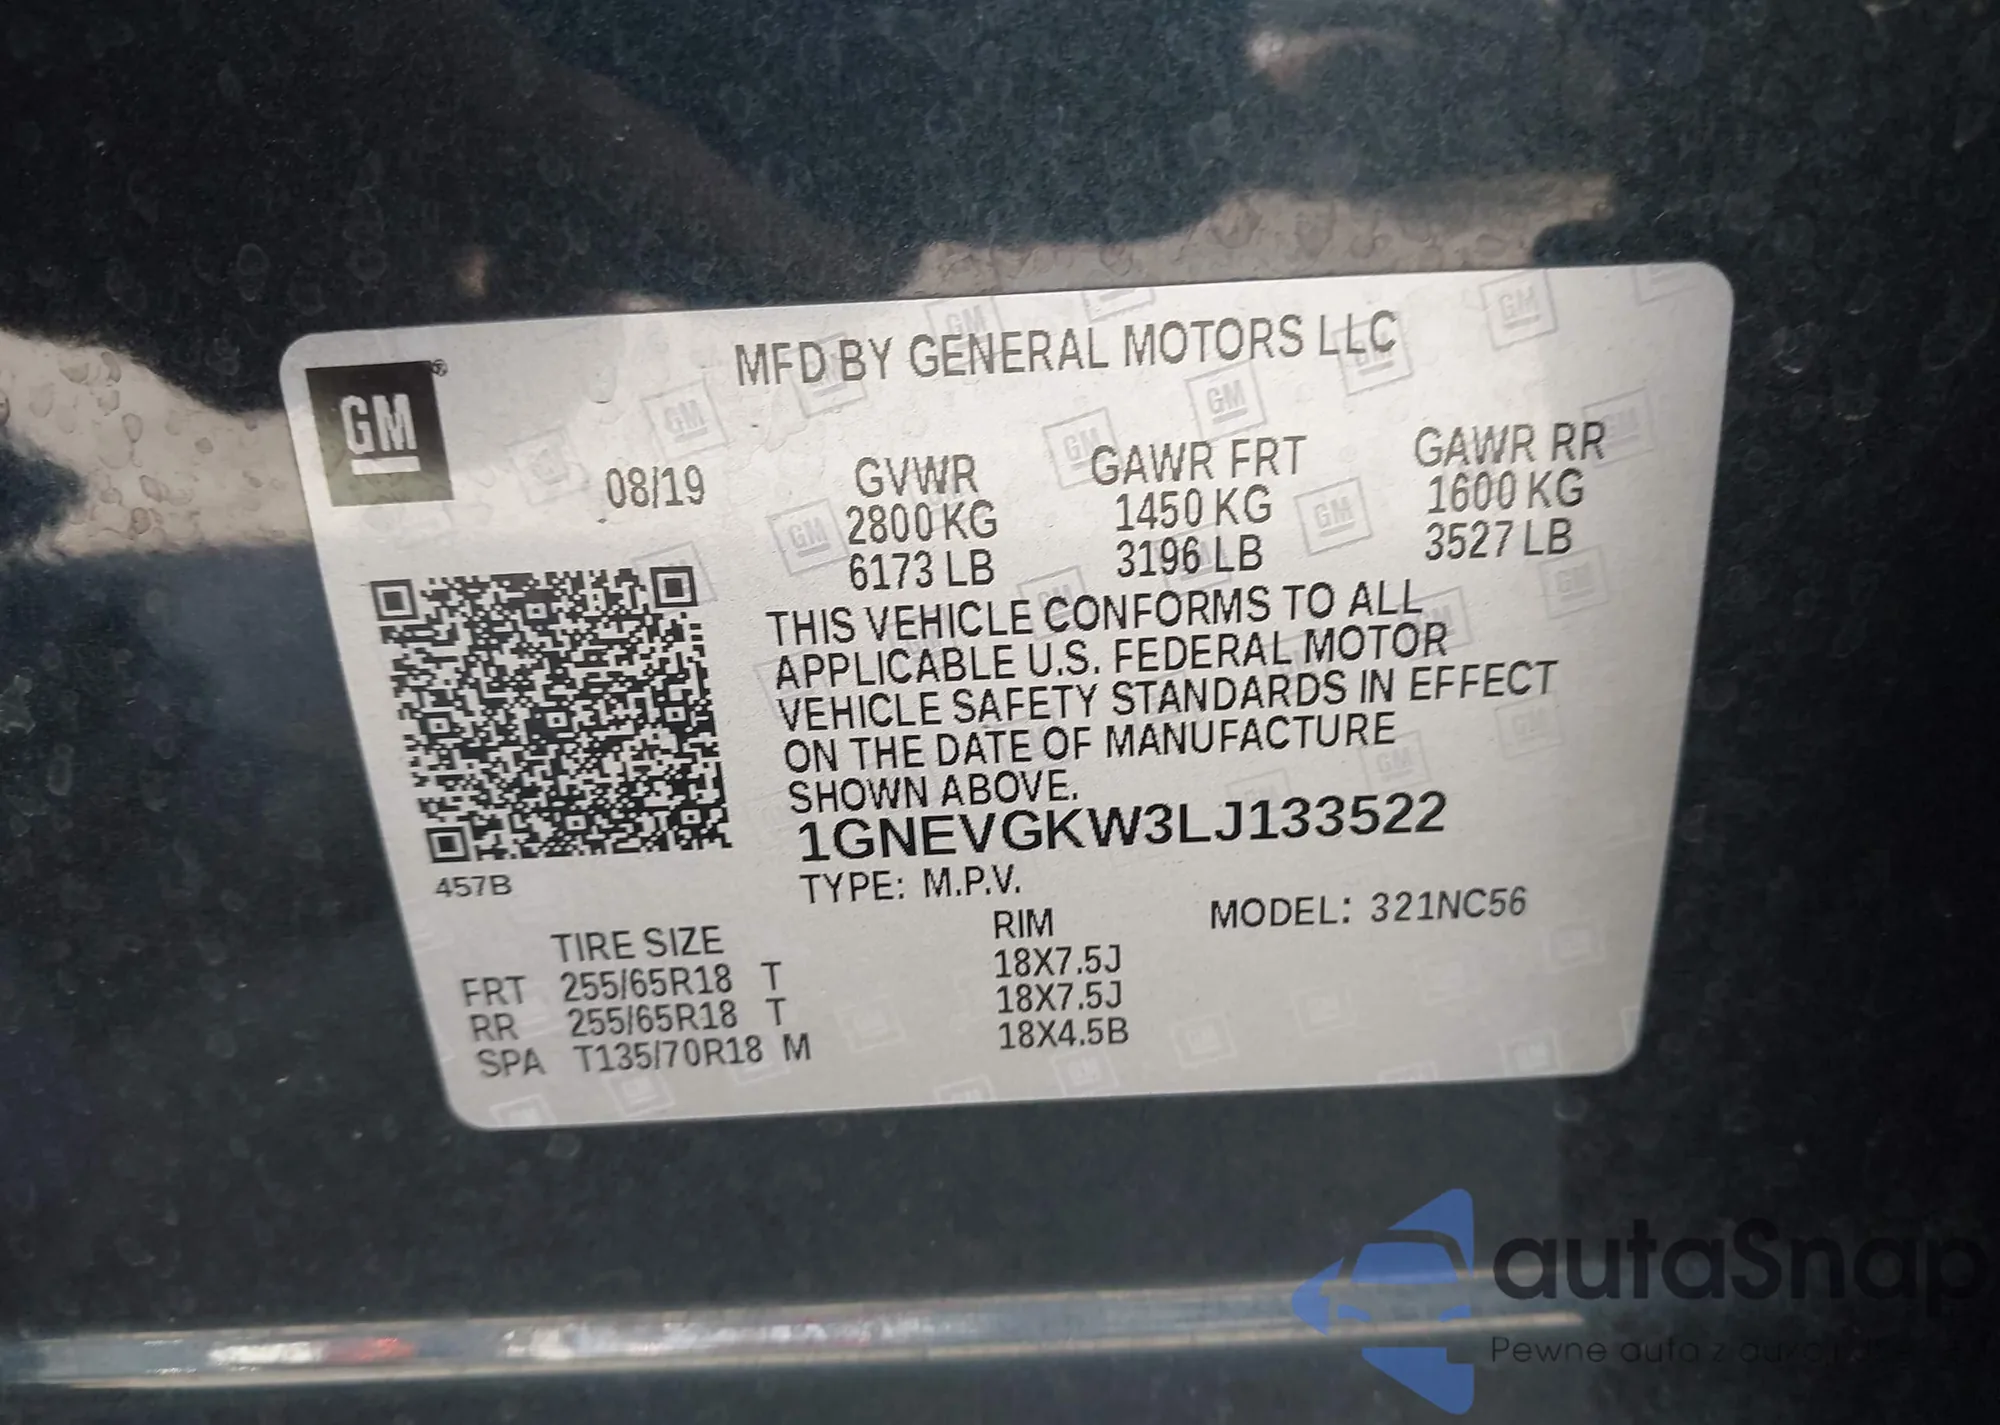 MFD BY GENERAL MOTORS LLC
GM
08/19
GVWR GAWR FRT GAWR RR
2800 KG 1450 KG 1600 KG
6173 LB 3196 LB 3527 LB
THIS VEHICLE CONFORMS TO ALL
APPLICABLE U.S. FEDERAL MOTOR
VEHICLE SAFETY STANDARDS IN EFFECT
ON THE DATE OF MANUFACTURE
SHOWN ABOVE.
1GNEVGKW3LJ133522
457B
TYPE: M.P.V.
MODEL: 321NC56
TIRE SIZE RIM
FRT 255/65R18 T 18X7.5J
RR 255/65R18 T 18X7.5J
SPA T135/70R18 M 18X4.5B
autaSnap
Pewne auta z